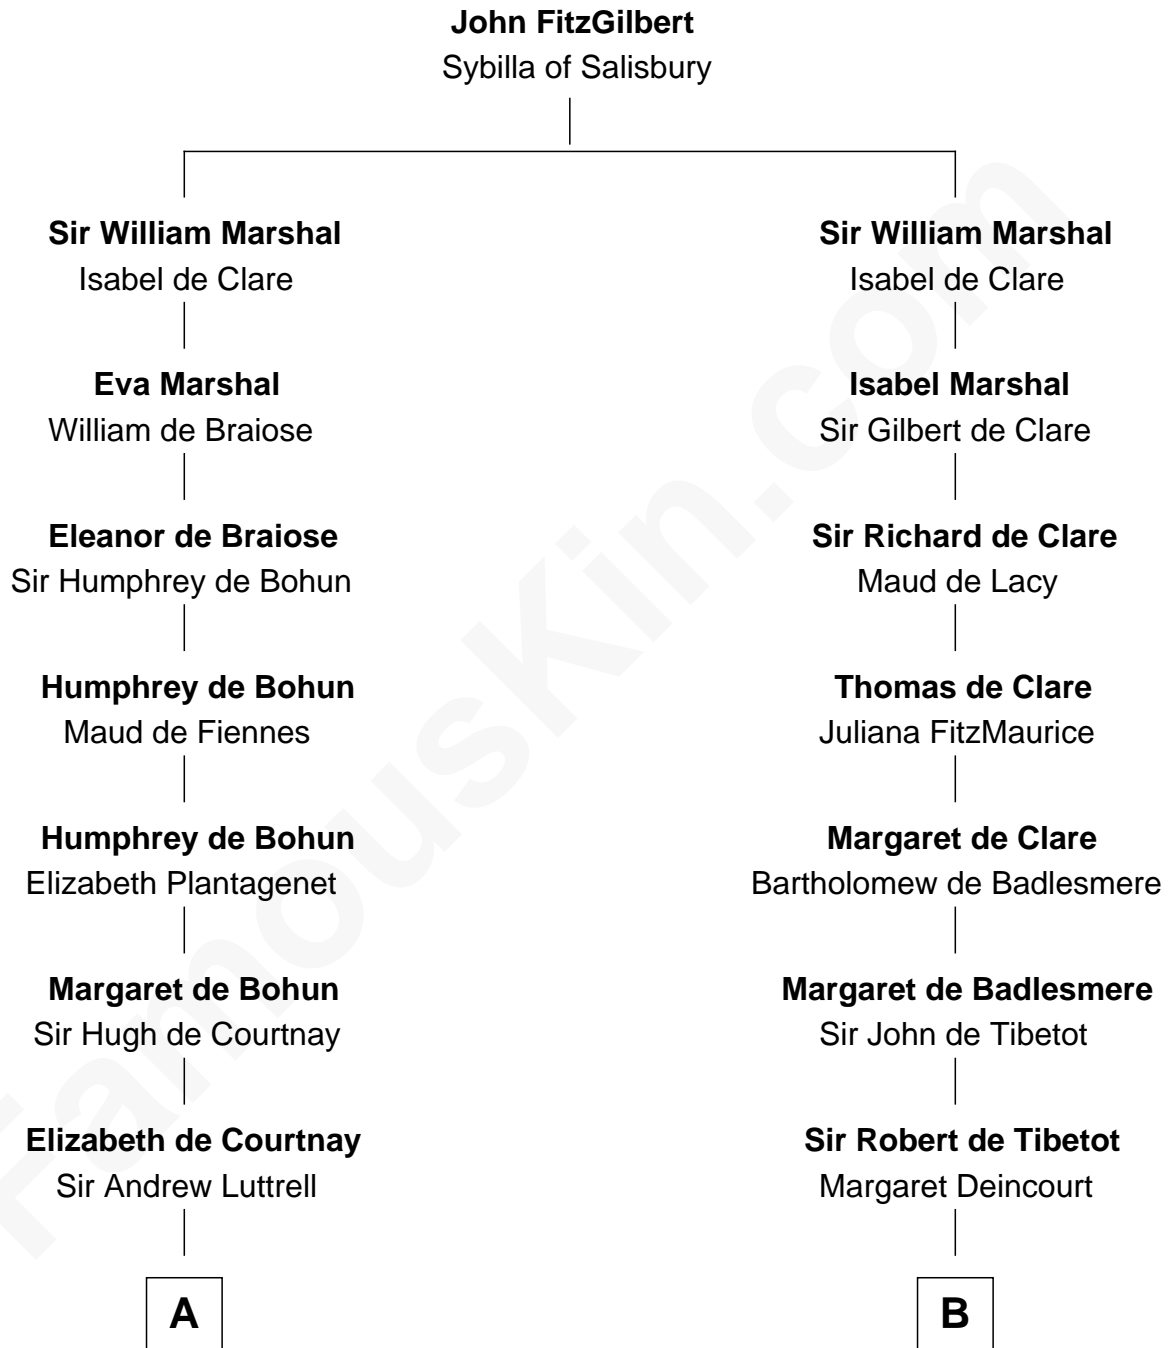 John FitzGilbert
Sybilla of Salisbury
Sir William Marshal
Isabel de Clare
Eva Marshal
William de Braiose
Eleanor de Braiose
Sir Humphrey de Bohun
Humphrey de Bohun
Maud de Fiennes
Humphrey de Bohun
Elizabeth Plantagenet
Margaret de Bohun
Sir Hugh de Courtnay
Elizabeth de Courtnay
Sir Andrew Luttrell
A
Sir William Marshal
Isabel de Clare
Isabel Marshal
Sir Gilbert de Clare
Sir Richard de Clare
Maud de Lacy
Thomas de Clare
Juliana FitzMaurice
Margaret de Clare
Bartholomew de Badlesmere
Margaret de Badlesmere
Sir John de Tibetot
Sir Robert de Tibetot
Margaret Deincourt
B
FamousKin.com